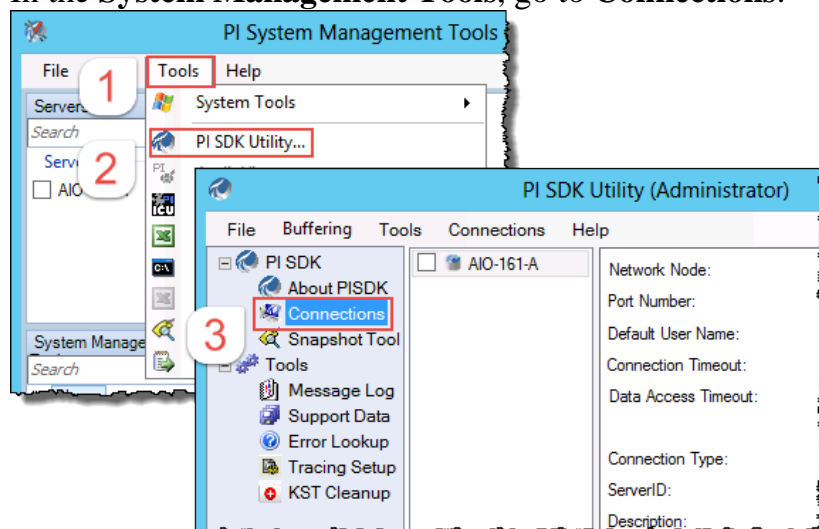 In the System Management Tools, go to Connections.
PI System Management Tools
File Tools Help
1
Servers
Search
System Tools
2
PI SDK Utility...
PI SDK Utility (Administrator)
File Buffering Tools Connections Help
PI SDK
About PISDK
3
Connections
Snapshot Tool
Tools
Message Log
Support Data
Error Lookup
Tracing Setup
KST Cleanup
AIO-161-A
Network Node:
Port Number:
Default User Name:
Connection Timeout:
Data Access Timeout:
Connection Type:
ServerID:
Description:
System Manage
Search